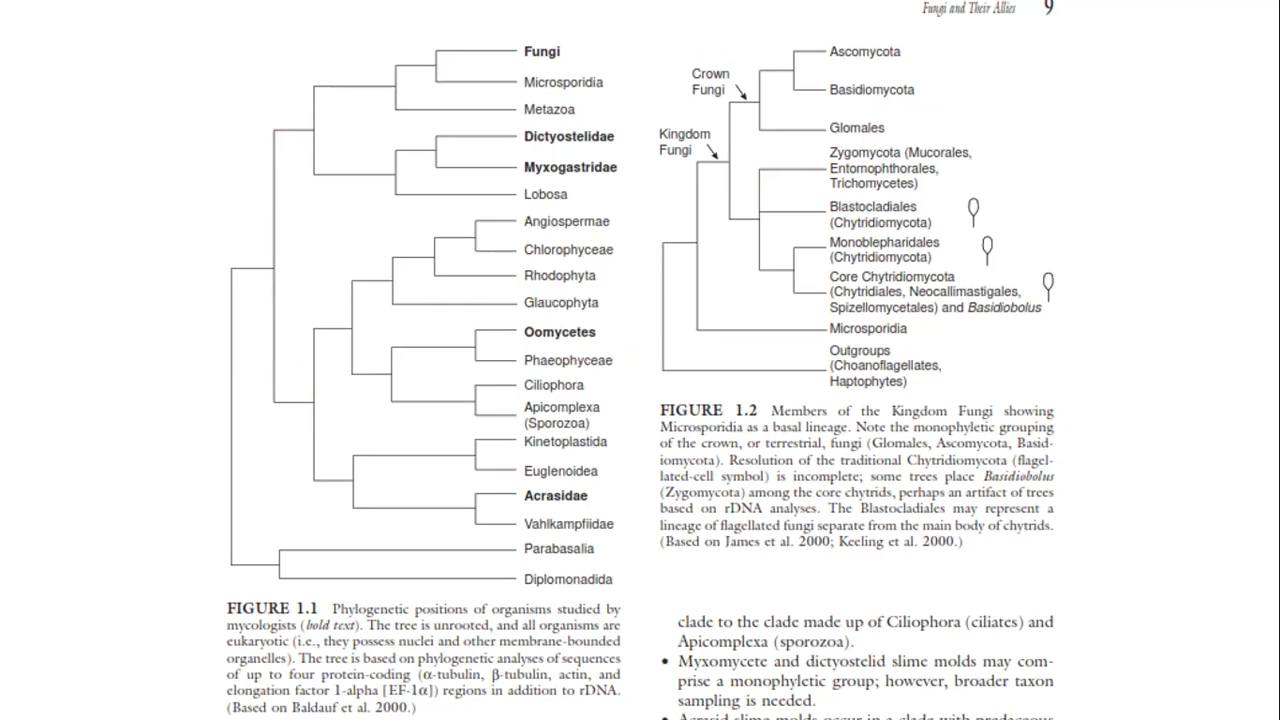 Fungi and Their Allies 9
Fungi
Microsporidia
Metazoa
Dictyostelidae
Myxogastridae
Lobosa
Angiospermae
Chlorophyceae
Rhodophyta
Glaucophyta
Oomycetes
Phaeophyceae
Ciliophora
Apicomplexa
(Sporozoa)
Kinetoplastida
Euglenoidea
Acrasidae
Vahlkampfiidae
Parabasalia
Diplomonadida
FIGURE 1.1 Phylogenetic positions of organisms studied by
mycologists (bold text). The tree is unrooted, and all organisms are
eukaryotic (i.e., they possess nuclei and other membrane-bounded
organelles). The tree is based on phylogenetic analyses of sequences
of up to four protein-coding (α-tubulin, β-tubulin, actin, and
elongation factor 1-alpha [EF-1α]) regions in addition to rDNA.
(Based on Baldauf et al. 2000.)
Crown
Fungi
Kingdom
Fungi
Ascomycota
Basidiomycota
Glomales
Zygomycota (Mucorales,
Entomophthorales,
Trichomycetes)
Blastocladiales
(Chytridiomycota)
Monoblepharidales
(Chytridiomycota)
Core Chytridiomycota
(Chytridiales, Neocallimastigales,
Spizellomycetales) and Basidiobolus
Microsporidia
Outgroups
(Choanoflagellates,
Haptophytes)
FIGURE 1.2 Members of the Kingdom Fungi showing
Microsporidia as a basal lineage. Note the monophyletic grouping
of the crown, or terrestrial, fungi (Glomales, Ascomycota, Basid-
iomycota). Resolution of the traditional Chytridiomycota (flagel-
lated-cell symbol) is incomplete; some trees place Basidiobolus
(Zygomycota) among the core chytrids, perhaps an artifact of trees
based on rDNA analyses. The Blastocladiales may represent a
lineage of flagellated fungi separate from the main body of chytrids.
(Based on James et al. 2000; Keeling et al. 2000.)
clade to the clade made up of Ciliophora (ciliates) and
Apicomplexa (sporozoa).
• Myxomycete and dictyostelid slime molds may com-
prise a monophyletic group; however, broader taxon
sampling is needed.
• Acrasid slime molds occur in a clade with predaceous